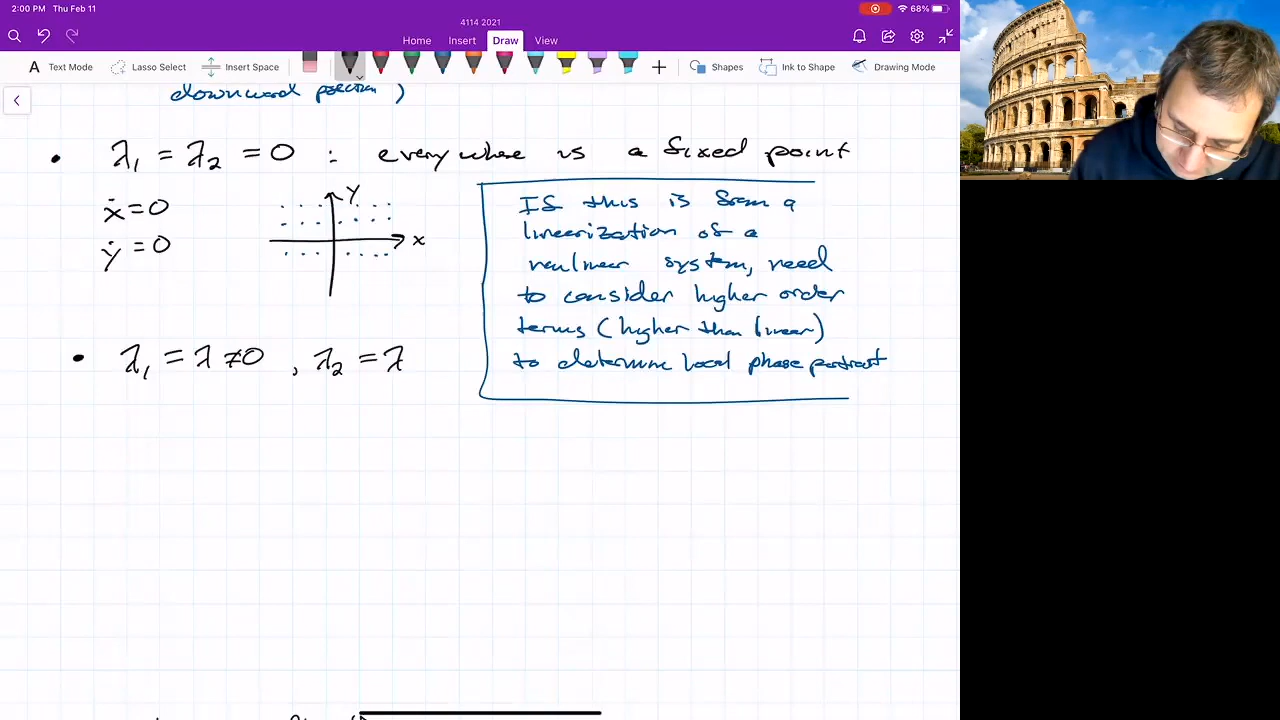 2:00 PM Thu Feb 11
68%
4114 2021
Home Insert Draw View
Text Mode Lasso Select Insert Space Shapes Ink to Shape Drawing Mode
downward position )
• λ₁ = λ₂ = 0 : everywhere is a fixed point
ẋ = 0
ẏ = 0
y
x
If this is from a
linearization of a
nonlinear system, need
to consider higher order
terms (higher than linear)
to determine local phase portrait
• λ₁ = λ ≠ 0 , λ₂ = λ